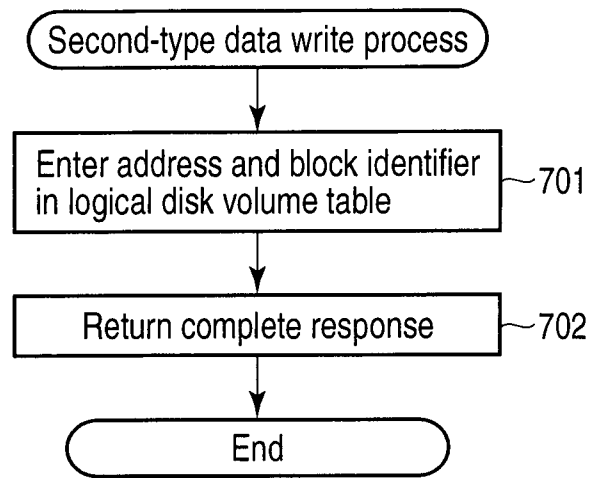 Second-type data write process
Enter address and block identifier
in logical disk volume table
701
Return complete response
702
End